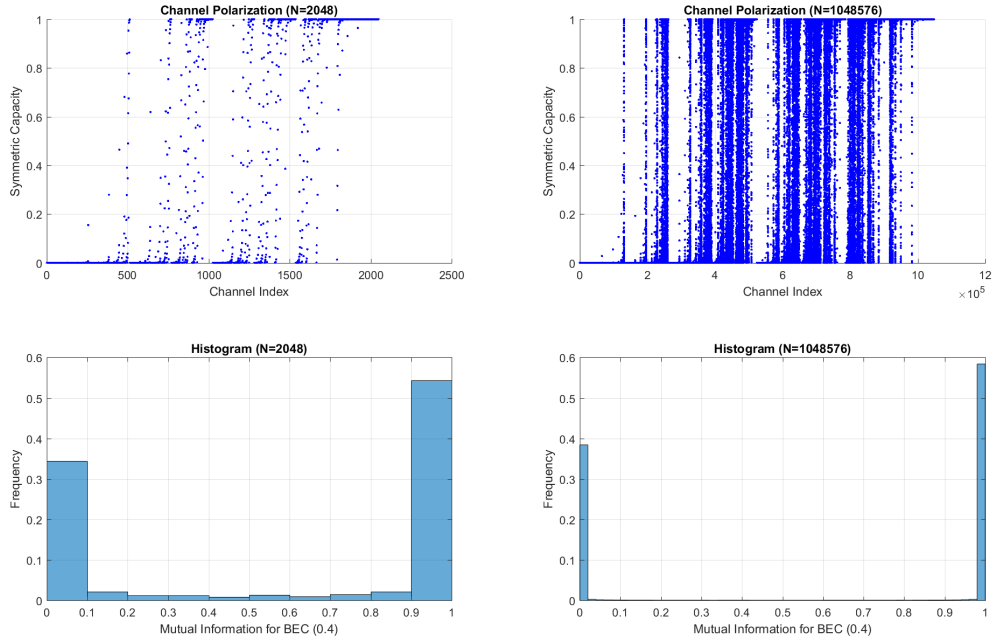 Channel Polarization (N=2048)
1
0.8
0.6
0.4
0.2
0
Symmetric Capacity
0 500 1000 1500 2000 2500
Channel Index
Channel Polarization (N=1048576)
1
0.8
0.6
0.4
0.2
0
Symmetric Capacity
0 2 4 6 8 10 12
Channel Index
×10^5
Histogram (N=2048)
0.6
0.5
0.4
0.3
0.2
0.1
0
Frequency
0 0.1 0.2 0.3 0.4 0.5 0.6 0.7 0.8 0.9 1
Mutual Information for BEC (0.4)
Histogram (N=1048576)
0.6
0.5
0.4
0.3
0.2
0.1
0
Frequency
0 0.1 0.2 0.3 0.4 0.5 0.6 0.7 0.8 0.9 1
Mutual Information for BEC (0.4)